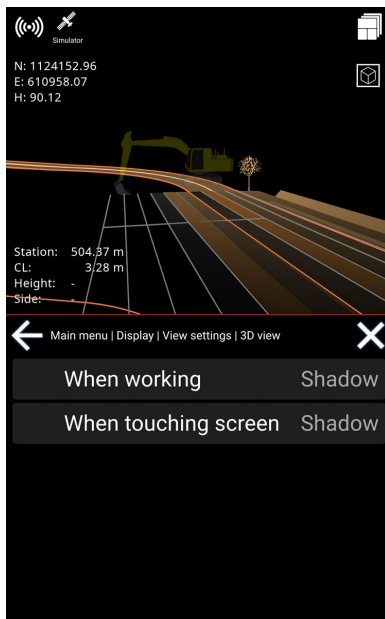 Simulator
N: 1124152.96
E: 610958.07
H: 90.12
Station: 504.37 m
CL: 3.28 m
Height: -
Side: -
Main menu | Display | View settings | 3D view
When working Shadow
When touching screen Shadow